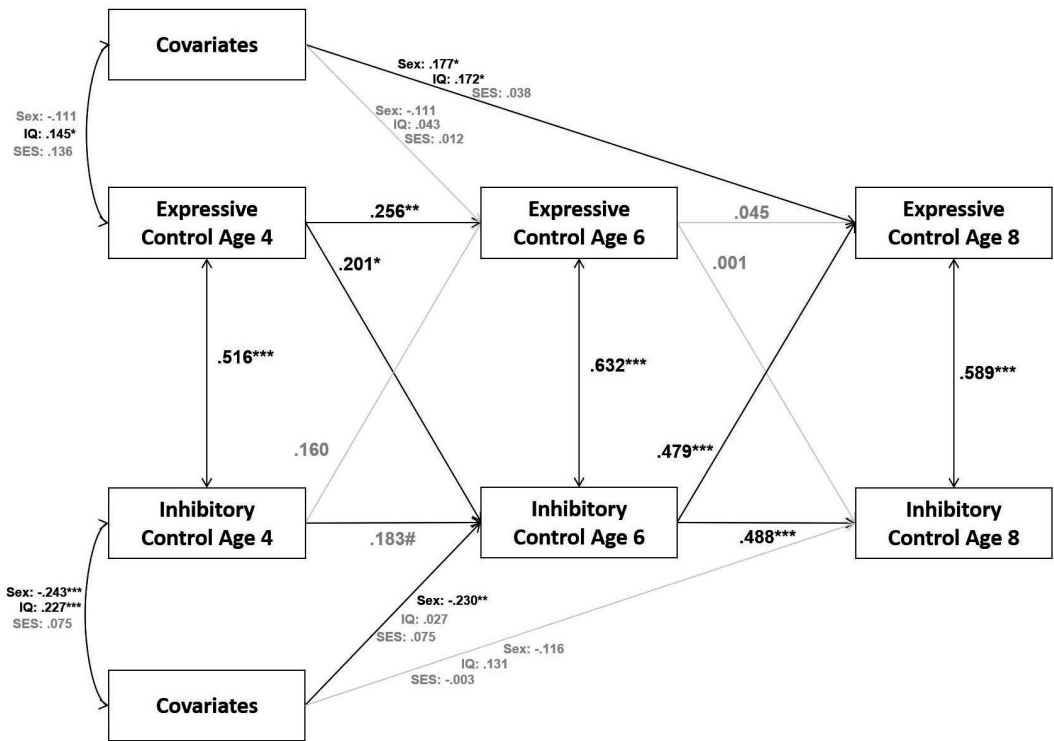 Covariates
Sex: .177*
IQ: .172*
SES: .038
Sex: -.111
IQ: .043
SES: .012
Sex: -.111
IQ: .145*
SES: .136
Expressive
Control Age 4
.256**
Expressive
Control Age 6
.045
Expressive
Control Age 8
.201*
.001
.516***
.632***
.589***
.160
.479***
Inhibitory
Control Age 4
.183#
Inhibitory
Control Age 6
.488***
Inhibitory
Control Age 8
Sex: -.243***
IQ: .227***
SES: .075
Sex: -.230**
IQ: .027
SES: .075
Sex: -.116
IQ: .131
SES: -.003
Covariates